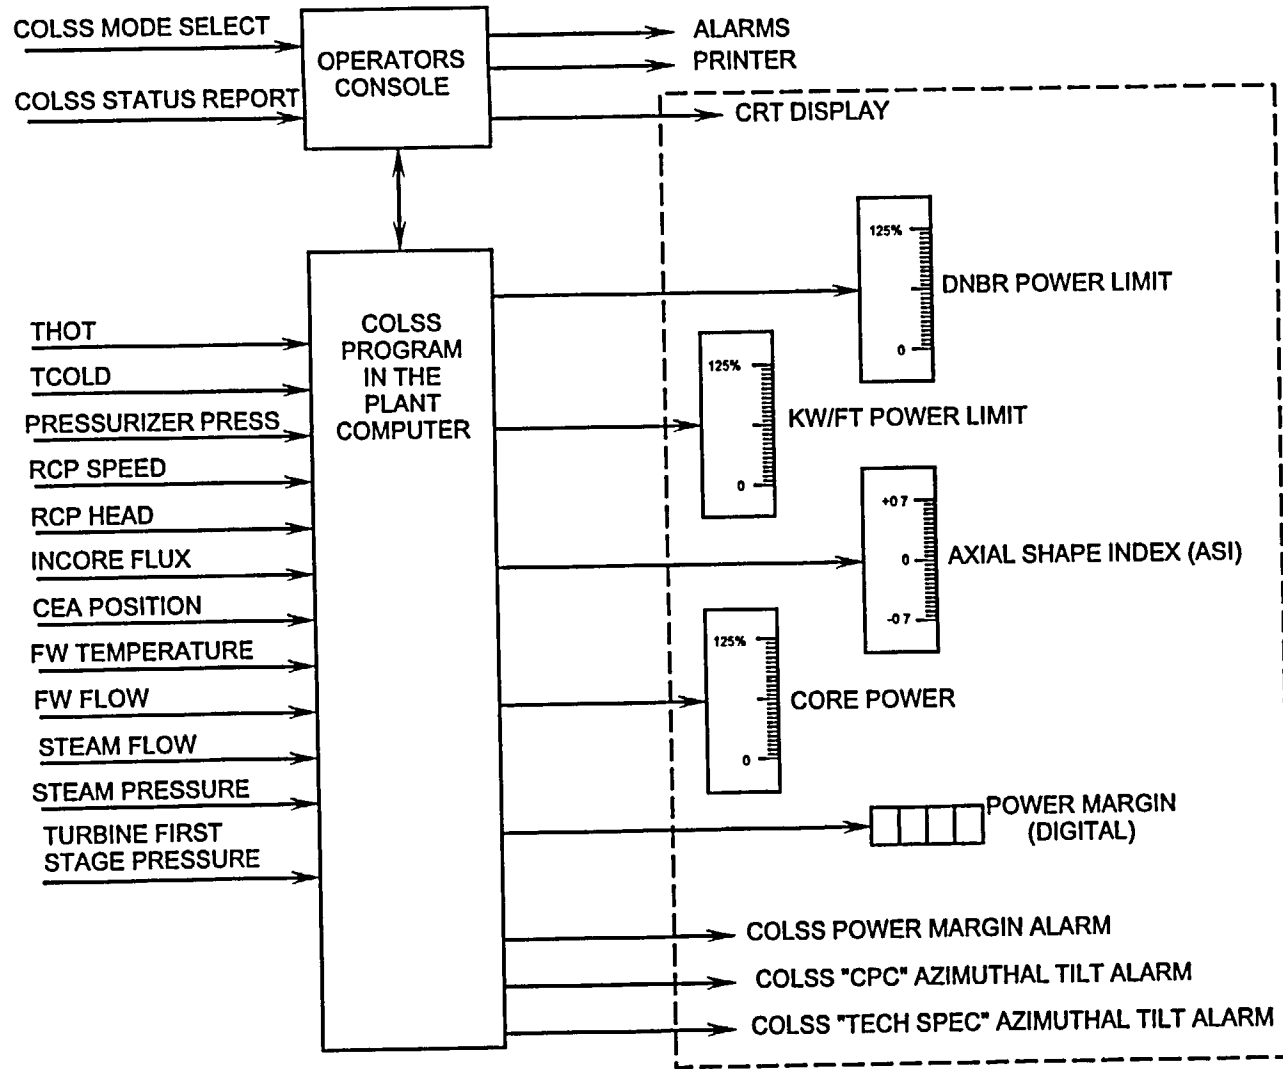 COLSS MODE SELECT
COLSS STATUS REPORT
OPERATORS
CONSOLE
ALARMS
PRINTER
CRT DISPLAY
THOT
TCOLD
PRESSURIZER PRESS
RCP SPEED
RCP HEAD
INCORE FLUX
CEA POSITION
FW TEMPERATURE
FW FLOW
STEAM FLOW
STEAM PRESSURE
TURBINE FIRST
STAGE PRESSURE
COLSS
PROGRAM
IN THE
PLANT
COMPUTER
125%
0
DNBR POWER LIMIT
125%
0
KW/FT POWER LIMIT
+0 7
0
-0 7
AXIAL SHAPE INDEX (ASI)
125%
0
CORE POWER
POWER MARGIN
(DIGITAL)
COLSS POWER MARGIN ALARM
COLSS "CPC" AZIMUTHAL TILT ALARM
COLSS "TECH SPEC" AZIMUTHAL TILT ALARM